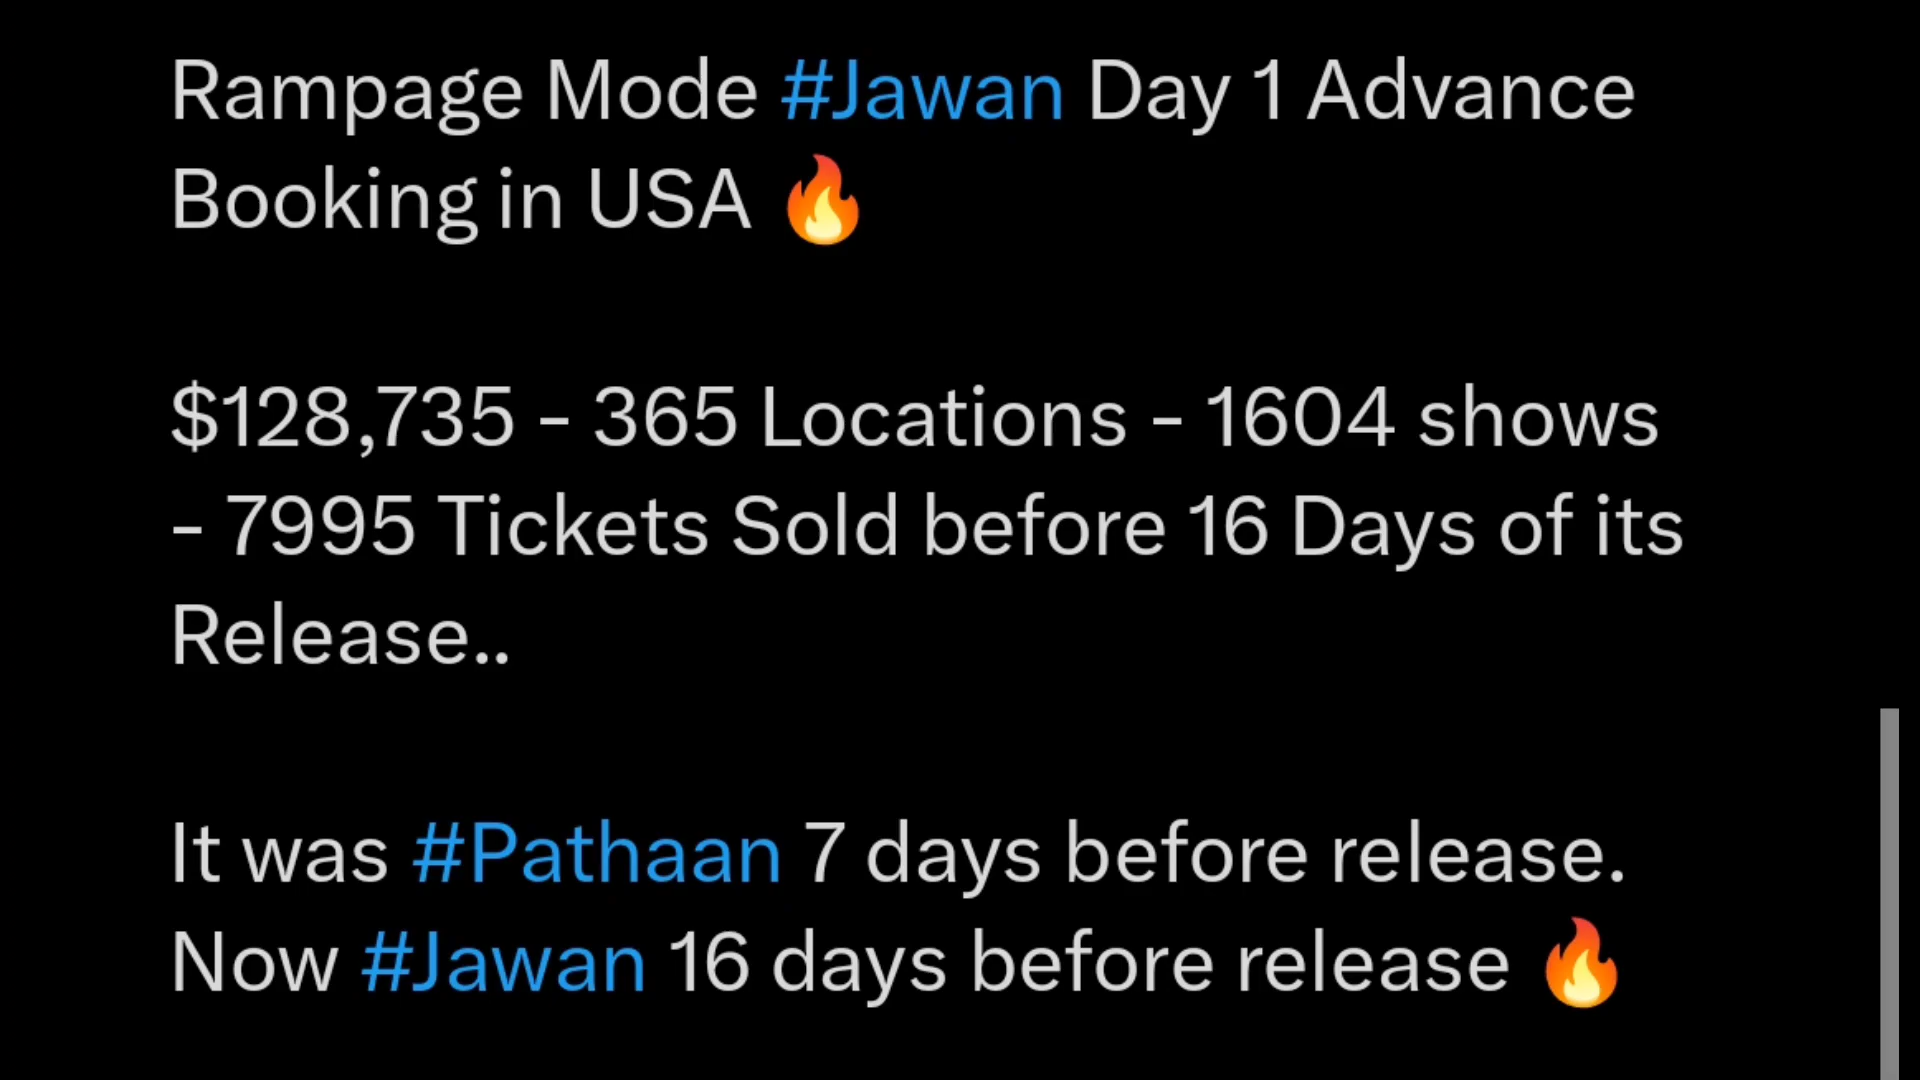 Rampage Mode #Jawan Day 1 Advance
Booking in USA 🔥
$128,735 - 365 Locations - 1604 shows
- 7995 Tickets Sold before 16 Days of its
Release..
It was #Pathaan 7 days before release.
Now #Jawan 16 days before release 🔥